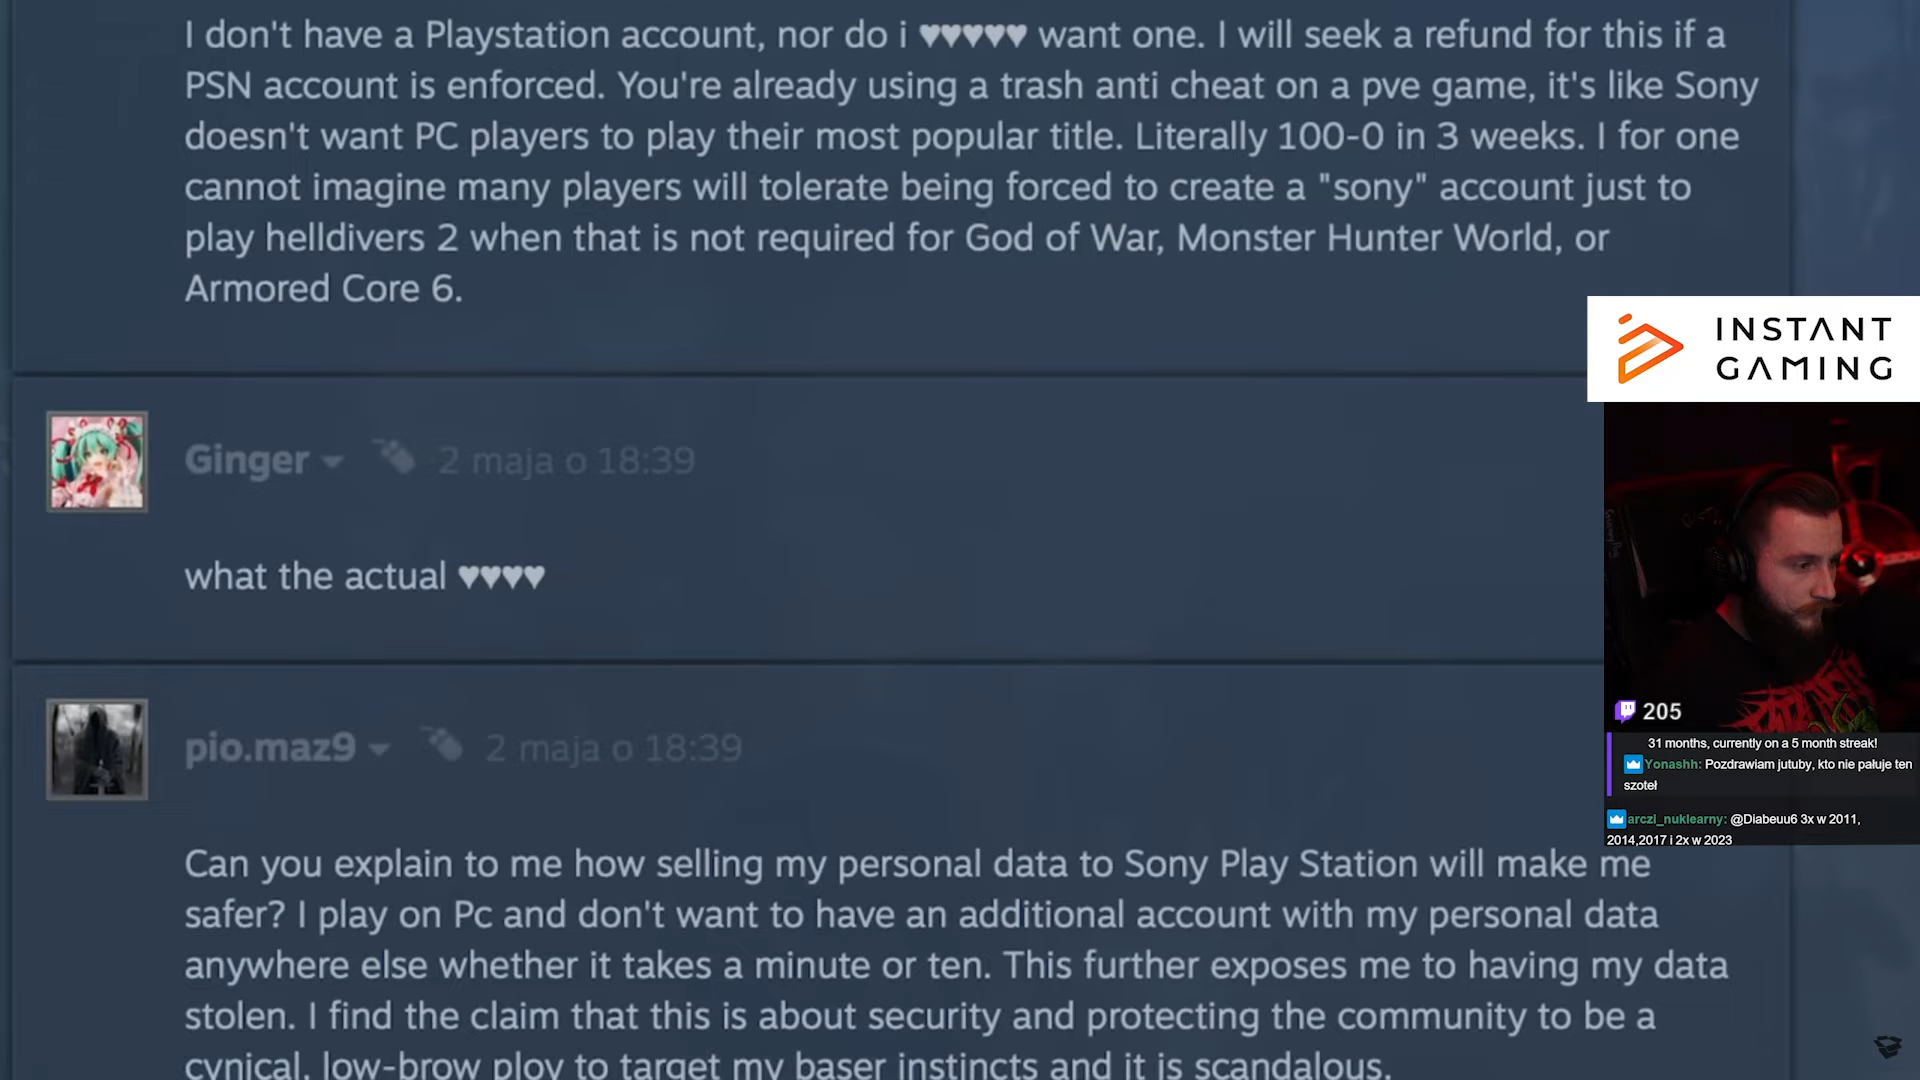 I don't have a Playstation account, nor do i ♥♥♥♥♥ want one. I will seek a refund for this if a
PSN account is enforced. You're already using a trash anti cheat on a pve game, it's like Sony
doesn't want PC players to play their most popular title. Literally 100-0 in 3 weeks. I for one
cannot imagine many players will tolerate being forced to create a "sony" account just to
play helldivers 2 when that is not required for God of War, Monster Hunter World, or
Armored Core 6.
INSTANT
GAMING
Ginger 2 maja o 18:39
what the actual ♥♥♥♥
205
31 months, currently on a 5 month streak!
Yonashh: Pozdrawiam jutuby, kto nie pałuje ten
szoteł
arczi_nuklearny: @Diabeuu6 3x w 2011,
2014,2017 i 2x w 2023
pio.maz9 2 maja o 18:39
Can you explain to me how selling my personal data to Sony Play Station will make me
safer? I play on Pc and don't want to have an additional account with my personal data
anywhere else whether it takes a minute or ten. This further exposes me to having my data
stolen. I find the claim that this is about security and protecting the community to be a
cynical, low-brow ploy to target my baser instincts and it is scandalous.